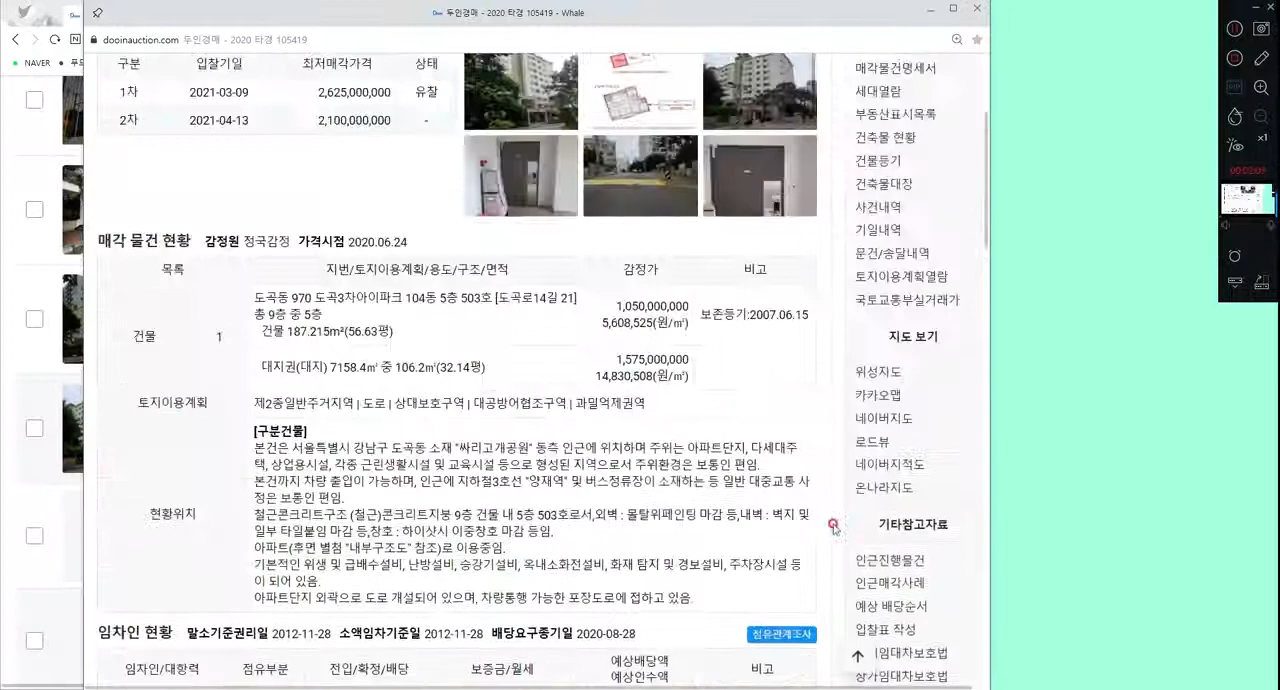 두인경매 - 2020 타경 105419 - Whale
dooinauction.com 두인경매 - 2020 타경 105419
NAVER
구분 입찰기일 최저매각가격 상태
1차 2021-03-09 2,625,000,000 유찰
2차 2021-04-13 2,100,000,000 -
매각 물건 현황 감정원 정국감정 가격시점 2020.06.24
목록 지번/토지이용계획/용도/구조/면적 감정가 비고
건물 1
도곡동 970 도곡3차아이파크 104동 5층 503호 [도곡로14길 21]
총 9층 중 5층
건물 187.215m²(56.63평)
1,050,000,000
5,608,525(원/㎡)
보존등기:2007.06.15
대지권(대지) 7158.4㎡ 중 106.2㎡(32.14평)
1,575,000,000
14,830,508(원/㎡)
토지이용계획 제2종일반주거지역 | 도로 | 상대보호구역 | 대공방어협조구역 | 과밀억제권역
현황위치
[구분건물]
본건은 서울특별시 강남구 도곡동 소재 "싸리고개공원" 동측 인근에 위치하며 주위는 아파트단지, 다세대주
택, 상업용시설, 각종 근린생활시설 및 교육시설 등으로 형성된 지역으로서 주위환경은 보통인 편임.
본건까지 차량 출입이 가능하며, 인근에 지하철3호선 "양재역" 및 버스정류장이 소재하는 등 일반 대중교통 사
정은 보통인 편임.
철근콘크리트구조 (철근)콘크리트지붕 9층 건물 내 5층 503호로서,외벽 : 몰탈위페인팅 마감 등,내벽 : 벽지 및
일부 타일붙임 마감 등,창호 : 하이샷시 이중창호 마감 등임.
아파트(후면 별첨 "내부구조도" 참조)로 이용중임.
기본적인 위생 및 급배수설비, 난방설비, 승강기설비, 옥내소화전설비, 화재 탐지 및 경보설비, 주차장시설 등
이 되어 있음.
아파트단지 외곽으로 도로 개설되어 있으며, 차량통행 가능한 포장도로에 접하고 있음.
임차인 현황 말소기준권리일 2012-11-28 소액임차기준일 2012-11-28 배당요구종기일 2020-08-28
점유관계조사
임차인/대항력 점유부분 전입/확정/배당 보증금/월세 예상배당액 비고
예상인수액
매각물건명세서
세대열람
부동산표시목록
건축물 현황
건물등기
건축물대장
사건내역
기일내역
문건/송달내역
토지이용계획열람
국토교통부실거래가
지도 보기
위성지도
카카오맵
네이버지도
로드뷰
네이버지적도
온나라지도
기타참고자료
인근진행물건
인근매각사례
예상 배당순서
입찰표 작성
임대차보호법
상가임대차보호법
x1